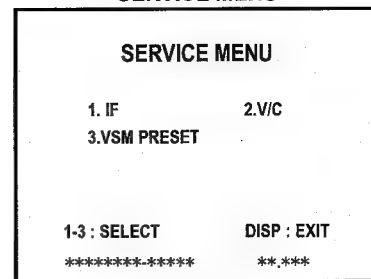 SERVICE MENU
1. IF 2.V/C
3.VSM PRESET
1-3 : SELECT DISP : EXIT
********-***** **.***